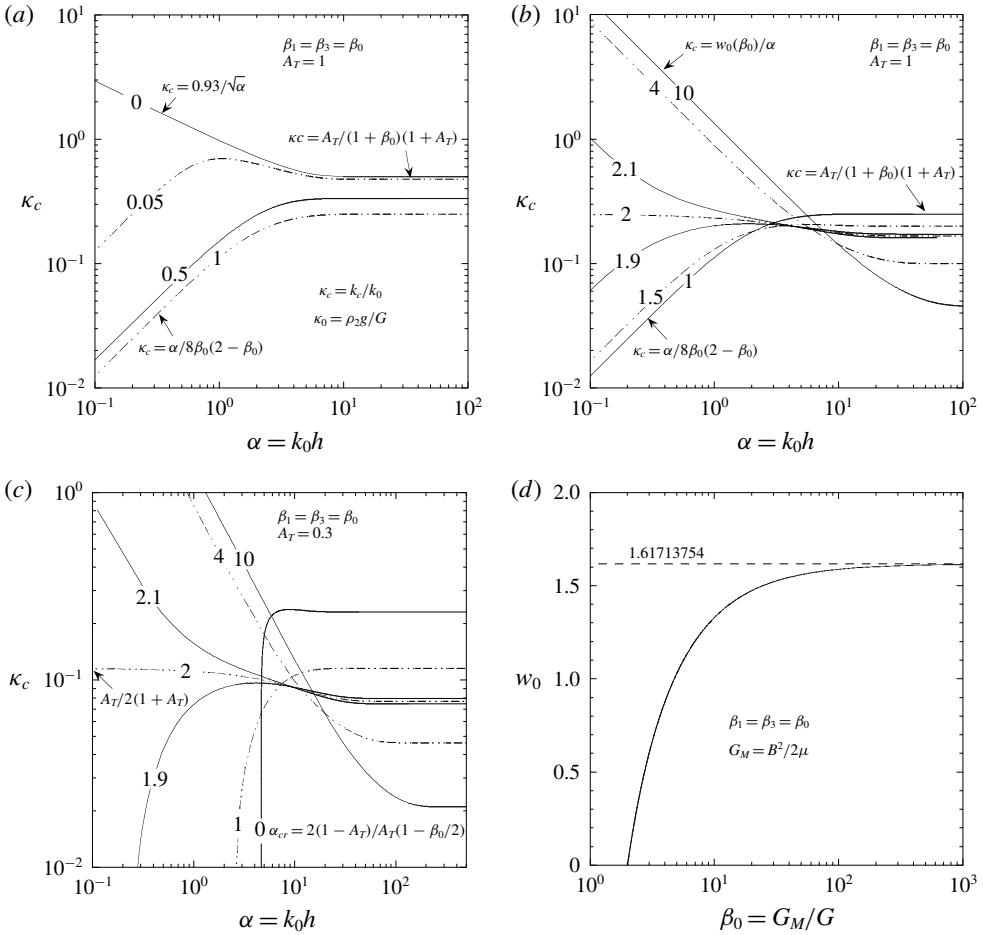 (a)
β1 = β3 = β0
AT = 1
κc = 0.93/√α
κc = AT/(1 + β0)(1 + AT)
0
0.05
0.5
1
κc = kc/k0
κ0 = ρ2g/G
κc = α/8β0(2 − β0)
10^1
10^0
10^−1
10^−2
κc
10^−1 10^0 10^1 10^2
α = k0h
(b)
κc = w0(β0)/α
β1 = β3 = β0
AT = 1
4 10
κc = AT/(1 + β0)(1 + AT)
2.1
2
1.9
1.5
1
κc = α/8β0(2 − β0)
10^1
10^0
10^−1
10^−2
κc
10^−1 10^0 10^1 10^2
α = k0h
(c)
β1 = β3 = β0
AT = 0.3
4 10
2.1
2
AT/2(1 + AT)
1.9
1
0 αcr = 2(1 − AT)/AT(1 − β0/2)
10^0
10^−1
10^−2
κc
10^−1 10^0 10^1 10^2
α = k0h
(d)
1.61713754
β1 = β3 = β0
GM = B^2/2μ
2.0
1.5
1.0
0.5
0
w0
10^0 10^1 10^2 10^3
β0 = GM/G